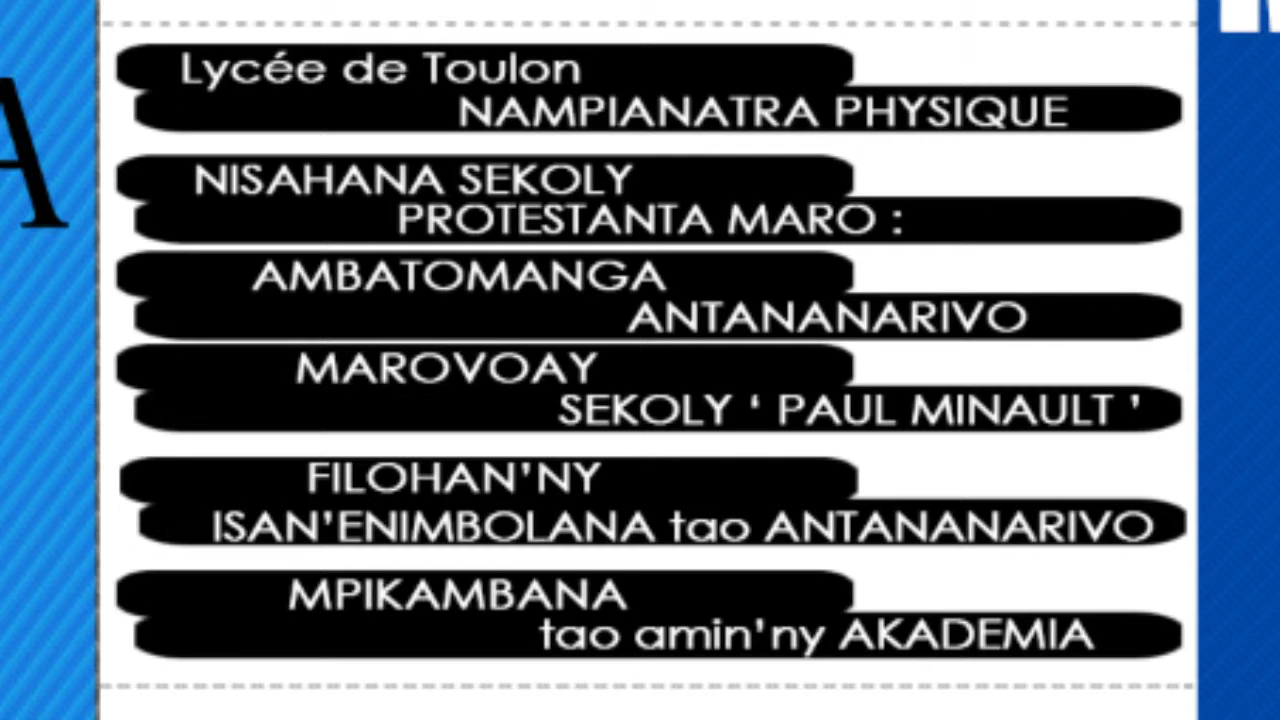 A
Lycée de Toulon
NAMPIANATRA PHYSIQUE
NISAHANA SEKOLY
PROTESTANTA MARO :
AMBATOMANGA
ANTANANARIVO
MAROVOAY
SEKOLY ‘ PAUL MINAULT ’
FILOHAN’NY
ISAN’ENIMBOLANA tao ANTANANARIVO
MPIKAMBANA
tao amin’ny AKADEMIA